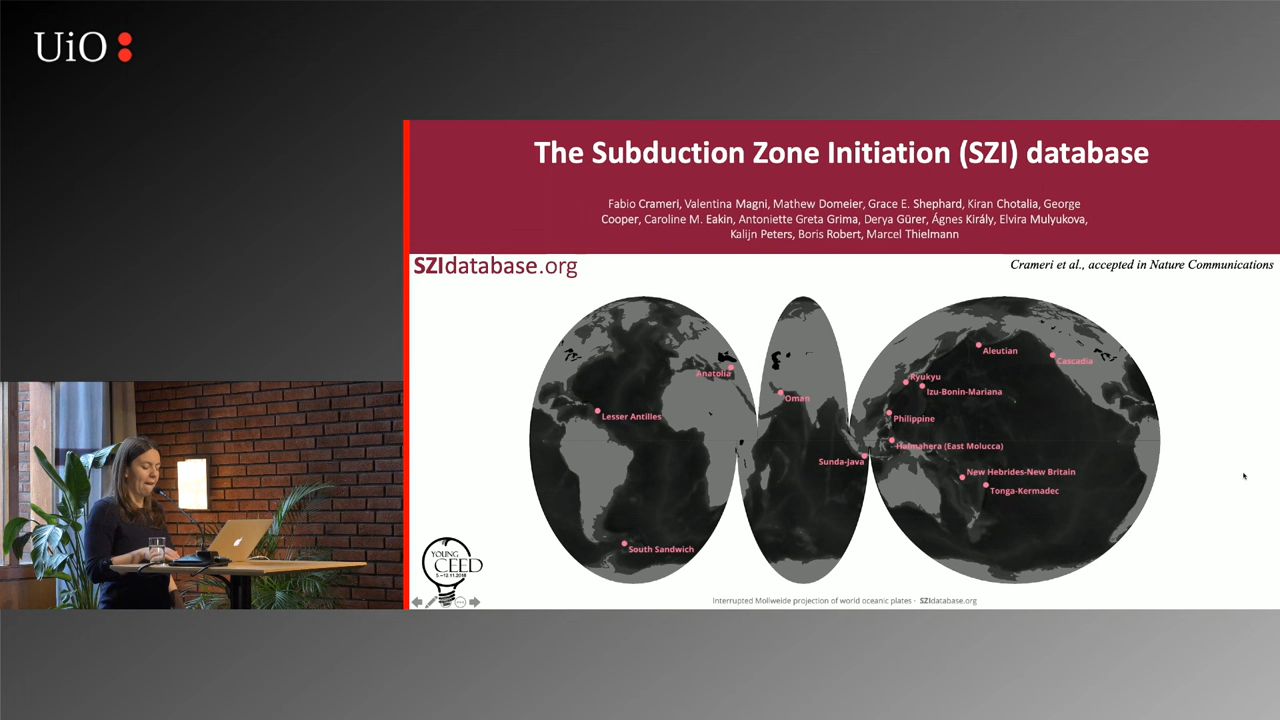 UiO
The Subduction Zone Initiation (SZI) database
Fabio Crameri, Valentina Magni, Mathew Domeier, Grace E. Shephard, Kiran Chotalia, George
Cooper, Caroline M. Eakin, Antoniette Greta Grima, Derya Gürer, Ágnes Király, Elvira Mulyukova,
Kalijn Peters, Boris Robert, Marcel Thielmann
SZIdatabase.org
Crameri et al., accepted in Nature Communications
Aleutian
Cascadia
Anatolia
Ryukyu
Izu-Bonin-Mariana
Oman
Lesser Antilles
Philippine
Halmahera (East Molucca)
Sunda-Java
New Hebrides-New Britain
Tonga-Kermadec
South Sandwich
YOUNG
CEED
5.–12.11.2018
Interrupted Mollweide projection of world oceanic plates - SZIdatabase.org